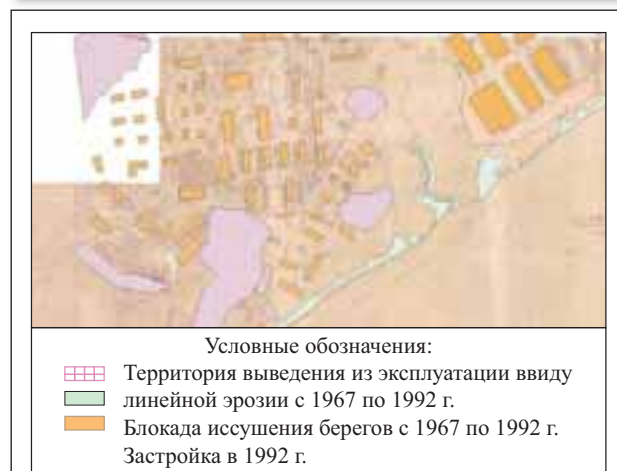 Условные обозначения:
Территория выведения из эксплуатации ввиду
линейной эрозии с 1967 по 1992 г.
Блокада иссушения берегов с 1967 по 1992 г.
Застройка в 1992 г.